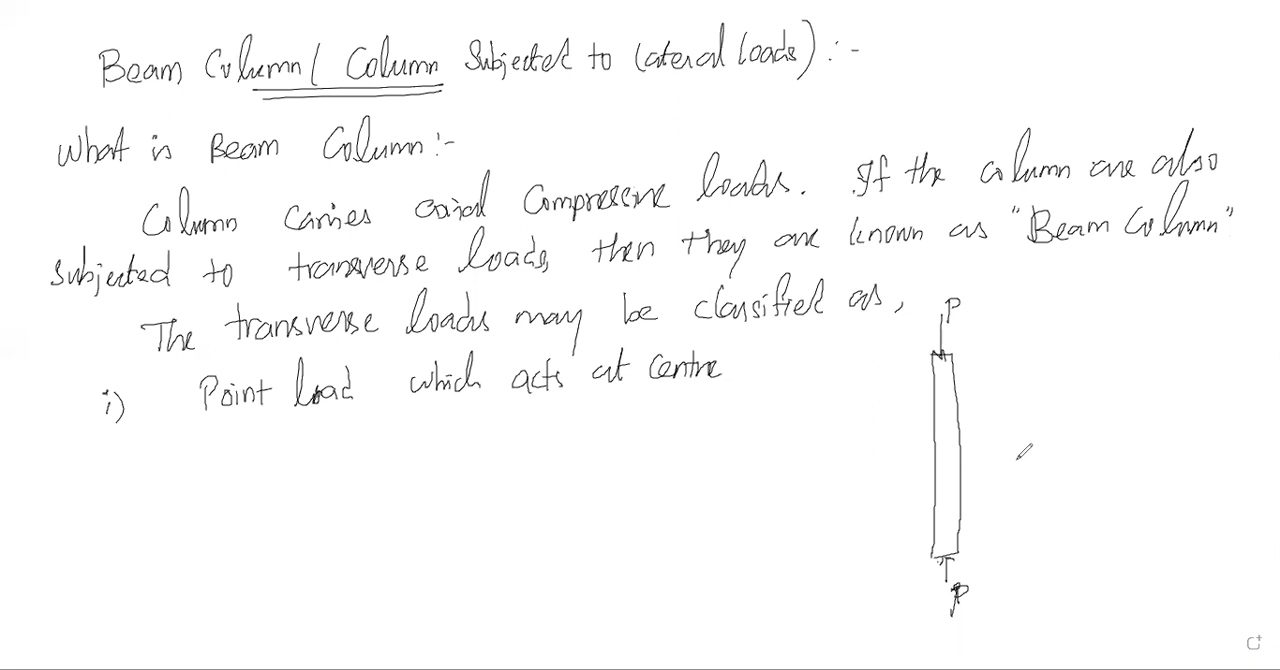 Beam Column ( Column Subjected to Lateral Loads ) :-
What is Beam Column :-
Column carries axial Compressive loads. If the column are also
subjected to transverse loads, then they are known as "Beam Column"
The transverse loads may be classified as,
i) Point load which acts at centre
P
P